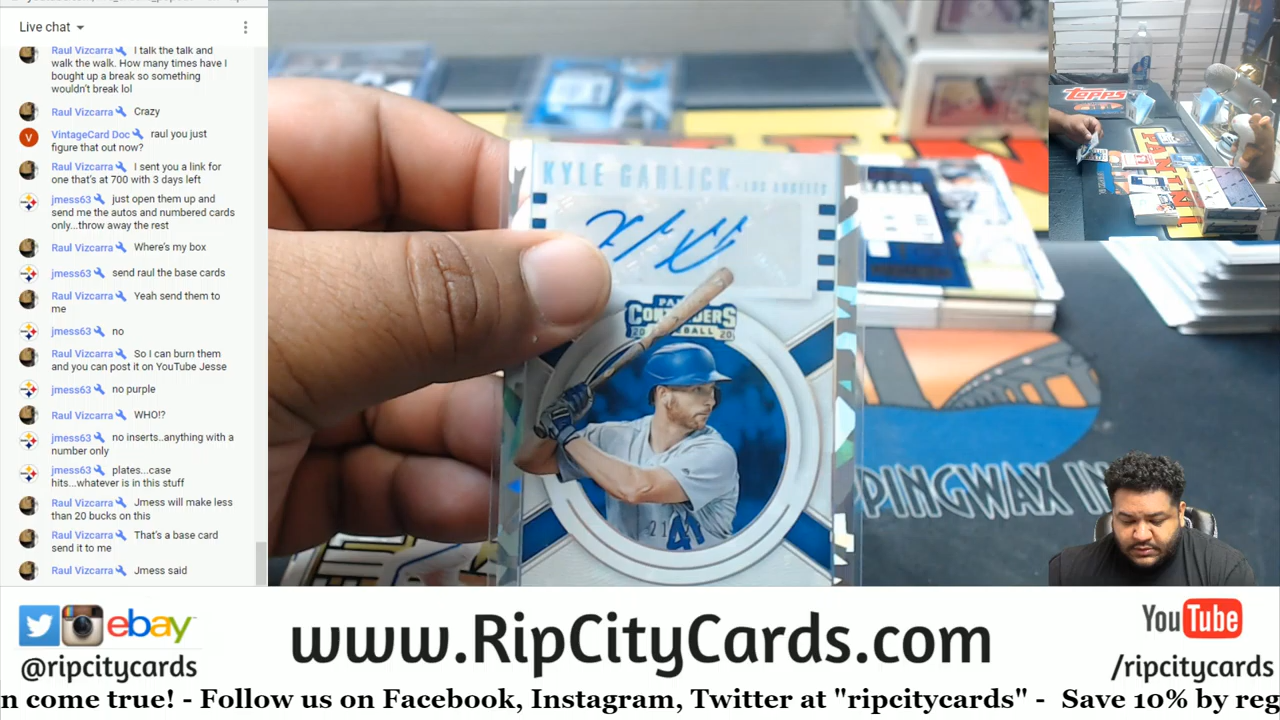 Live chat
Raul Vizcarra I talk the talk and
walk the walk. How many times have I
bought up a break so something
wouldn't break lol
Raul Vizcarra Crazy
VintageCard Doc raul you just
figure that out now?
Raul Vizcarra I sent you a link for
one that's at 700 with 3 days left
jmess63 just open them up and
send me the autos and numbered cards
only...throw away the rest
Raul Vizcarra Where's my box
jmess63 send raul the base cards
Raul Vizcarra Yeah send them to
me
jmess63 no
Raul Vizcarra So I can burn them
and you can post it on YouTube Jesse
jmess63 no purple
Raul Vizcarra WHO!?
jmess63 no inserts..anything with a
number only
jmess63 plates...case
hits...whatever is in this stuff
Raul Vizcarra Jmess will make less
than 20 bucks on this
Raul Vizcarra That's a base card
send it to me
Raul Vizcarra Jmess said
V
KYLE GARLICK · LOS ANGELES
CONTENDERS
20 BASEBALL 20
41
TOPPS
PANINI
PINGWAX IN
ebay
@ripcitycards
www.RipCityCards.com
YouTube
/ripcitycards
n come true! - Follow us on Facebook, Instagram, Twitter at "ripcitycards" - Save 10% by reg